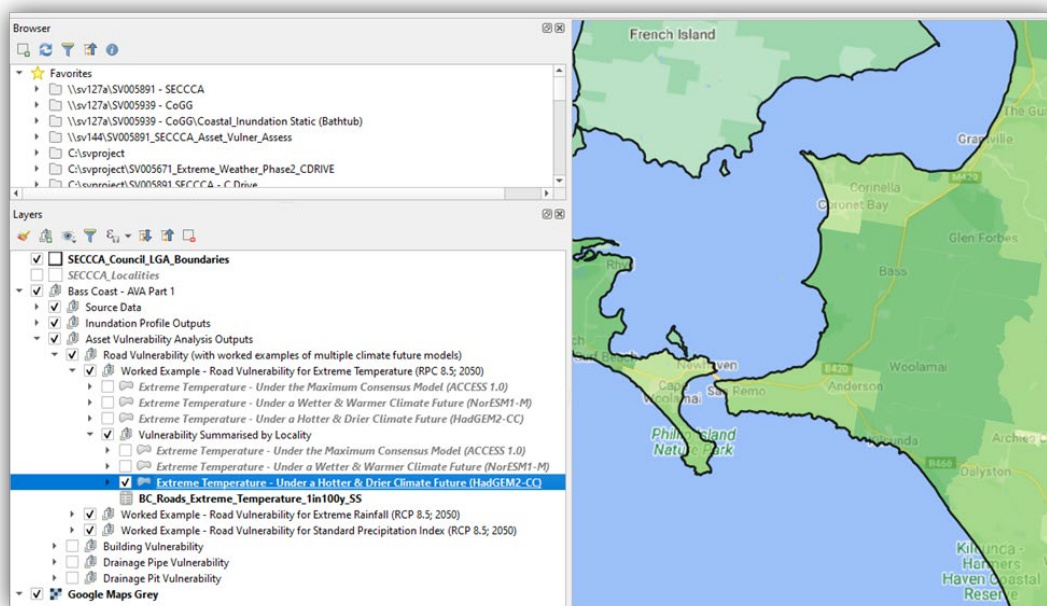 Browser
Favorites
\\sv127a\SV005891 - SECCCA
\\sv127a\SV005939 - CoGG
\\sv127a\SV005939 - CoGG\Coastal_Inundation Static (Bathtub)
\\sv144\SV005891_SECCCA_Asset_Vulner_Assess
C:\svproject
C:\svproject\SV005671_Extreme_Weather_Phase2_CDRIVE
C:\svproject\SV005891 SECCCA - C Drive
Layers
SECCCA_Council_LGA_Boundaries
SECCCA_Localities
Bass Coast - AVA Part 1
Source Data
Inundation Profile Outputs
Asset Vulnerability Analysis Outputs
Road Vulnerability (with worked examples of multiple climate future models)
Worked Example - Road Vulnerability for Extreme Temperature (RPC 8.5; 2050)
Extreme Temperature - Under the Maximum Consensus Model (ACCESS 1.0)
Extreme Temperature - Under a Wetter & Warmer Climate Future (NorESM1-M)
Extreme Temperature - Under a Hotter & Drier Climate Future (HadGEM2-CC)
Vulnerability Summarised by Locality
Extreme Temperature - Under the Maximum Consensus Model (ACCESS 1.0)
Extreme Temperature - Under a Wetter & Warmer Climate Future (NorESM1-M)
Extreme Temperature - Under a Hotter & Drier Climate Future (HadGEM2-CC)
BC_Roads_Extreme_Temperature_1in100y_SS
Worked Example - Road Vulnerability for Extreme Rainfall (RCP 8.5; 2050)
Worked Example - Road Vulnerability for Standard Precipitation Index (RCP 8.5; 2050)
Building Vulnerability
Drainage Pipe Vulnerability
Drainage Pit Vulnerability
Google Maps Grey
French Island
The Gu
Grantville
M420
Corinella
Coronet Bay
Glen Forbes
Bass
Rhyll
ch
Surf Beach
Woolamai
Newhaven
B420
Cape
Woolamai
San Remo
Anderson
Phillip Island
Nature Park
Kilcunda
Archies
B460
Dalyston
Kilcunda -
Harmers
Haven Coastal
Reserve